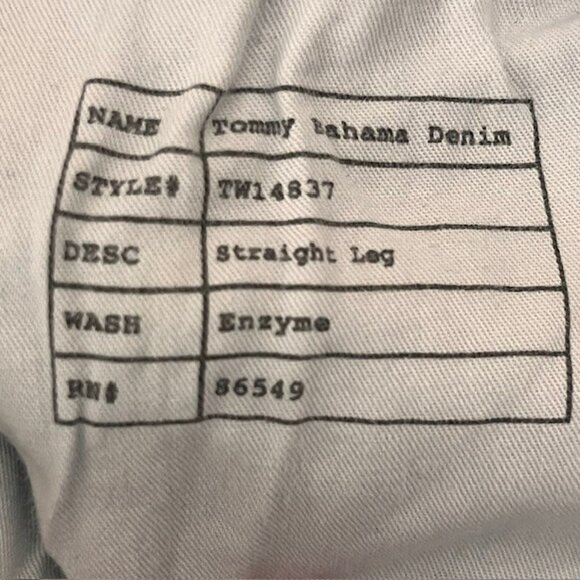 NAME Tommy Bahama Denim
STYLE# TW14837
DESC Straight Leg
WASH Enzyme
RN# 86549